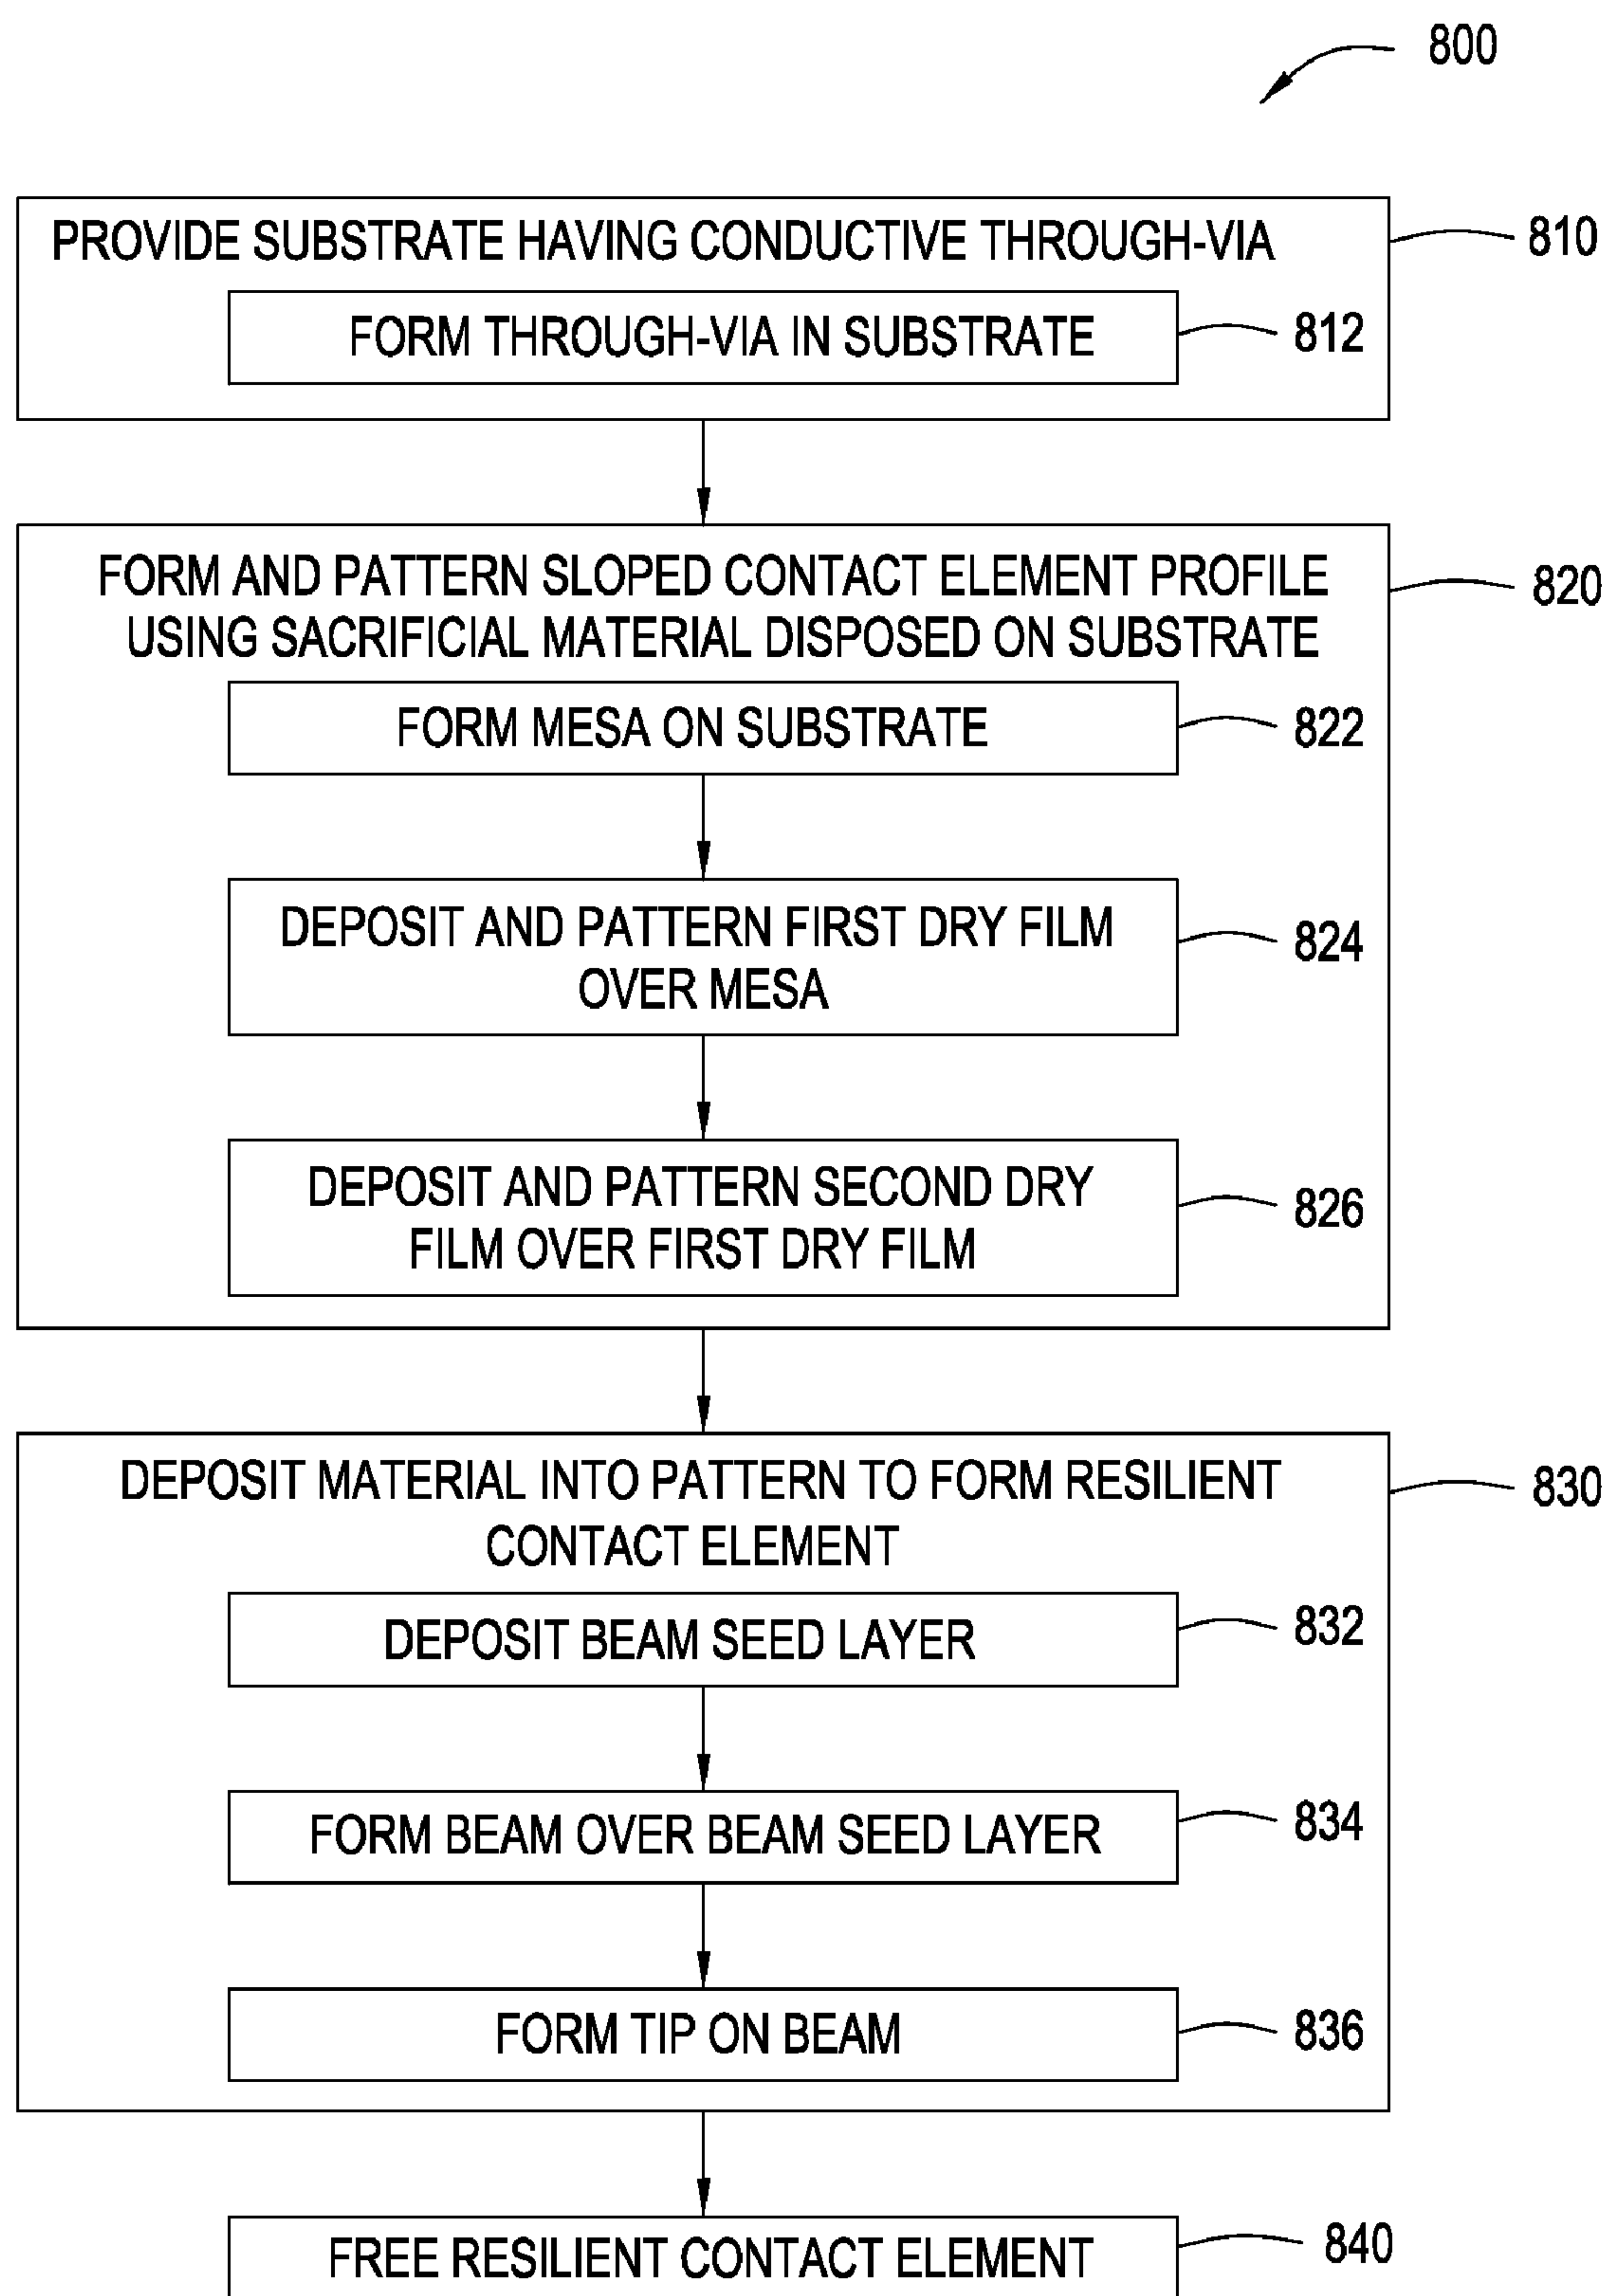 800
PROVIDE SUBSTRATE HAVING CONDUCTIVE THROUGH-VIA
810
FORM THROUGH-VIA IN SUBSTRATE
812
FORM AND PATTERN SLOPED CONTACT ELEMENT PROFILE
USING SACRIFICIAL MATERIAL DISPOSED ON SUBSTRATE
820
FORM MESA ON SUBSTRATE
822
DEPOSIT AND PATTERN FIRST DRY FILM
OVER MESA
824
DEPOSIT AND PATTERN SECOND DRY
FILM OVER FIRST DRY FILM
826
DEPOSIT MATERIAL INTO PATTERN TO FORM RESILIENT
CONTACT ELEMENT
830
DEPOSIT BEAM SEED LAYER
832
FORM BEAM OVER BEAM SEED LAYER
834
FORM TIP ON BEAM
836
FREE RESILIENT CONTACT ELEMENT
840